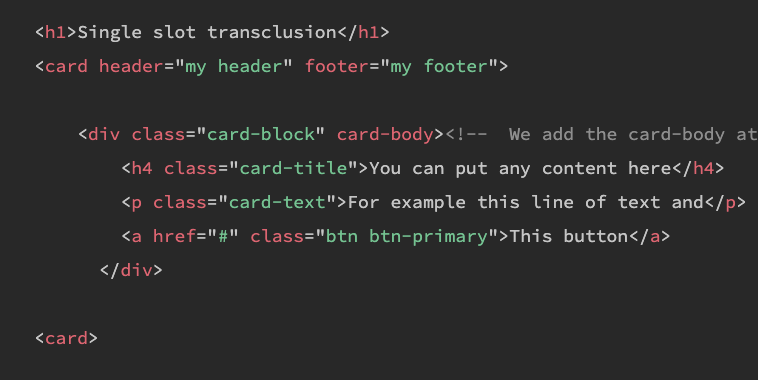 <h1>Single slot transclusion</h1>
<card header="my header" footer="my footer">
<div class="card-block" card-body><!--  We add the card-body at
<h4 class="card-title">You can put any content here</h4>
<p class="card-text">For example this line of text and</p>
<a href="#" class="btn btn-primary">This button</a>
</div>
<card>